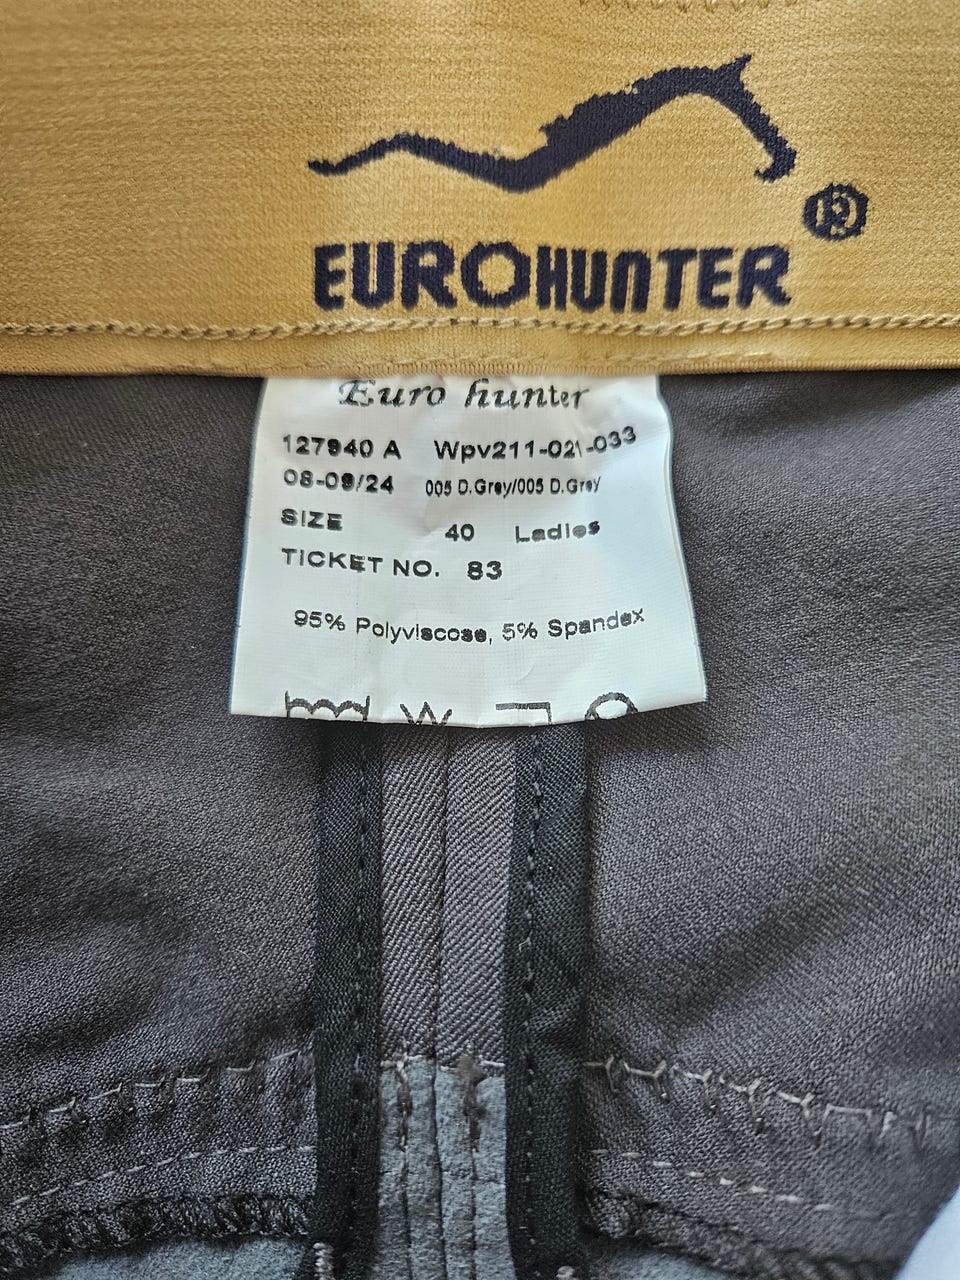 EUROHUNTER®
Euro hunter
127940 A Wpv211-021-033
08-09/24 005 D.Grey/005 D.Grey
SIZE 40 Ladies
TICKET NO. 83
95% Polyviscose, 5% Spandex